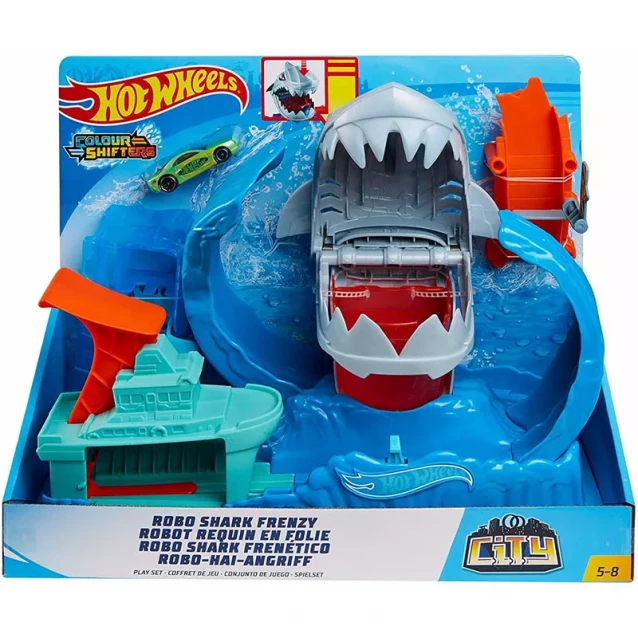 HOT WHEELS
COLOUR
SHIFTERS
HOT WHEELS
ROBO SHARK FRENZY
ROBOT REQUIN EN FOLIE
ROBO SHARK FRENÉTICO
ROBO-HAI-ANGRIFF
PLAY SET · COFFRET DE JEU · CONJUNTO DE JUEGO · SPIELSET
CITY
5-8